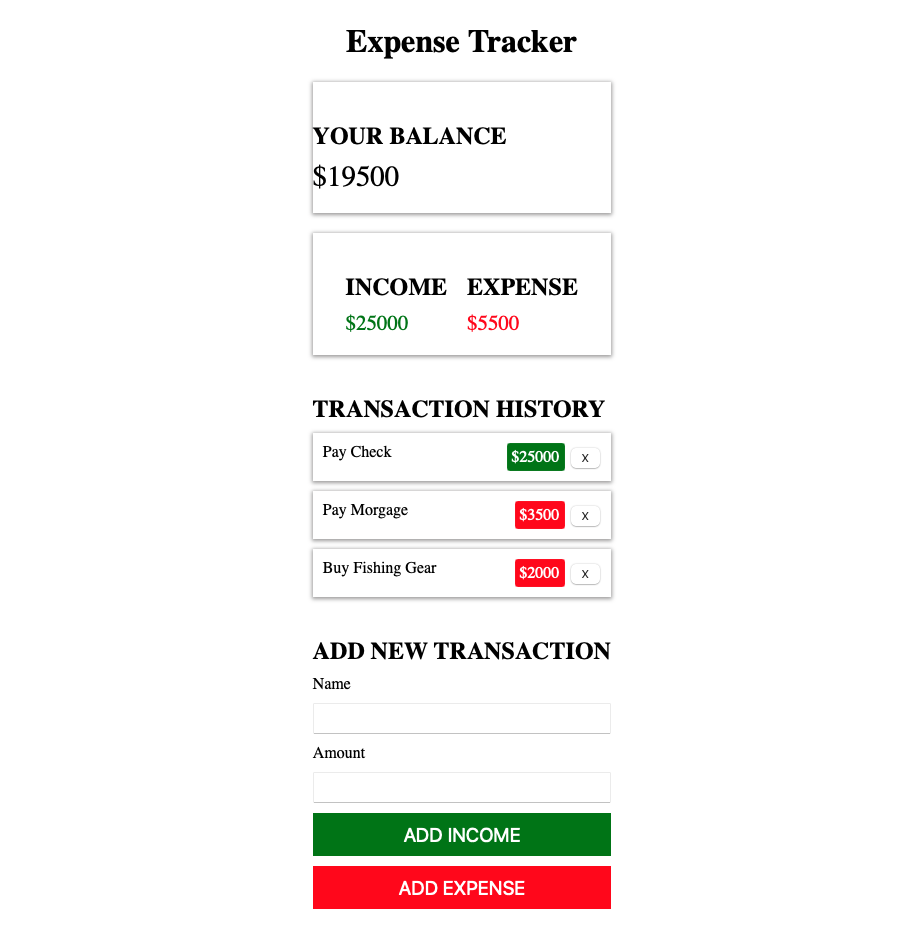 Expense Tracker
YOUR BALANCE
$19500
INCOME EXPENSE
$25000 $5500
TRANSACTION HISTORY
Pay Check $25000 X
Pay Morgage $3500 X
Buy Fishing Gear $2000 X
ADD NEW TRANSACTION
Name
Amount
ADD INCOME
ADD EXPENSE